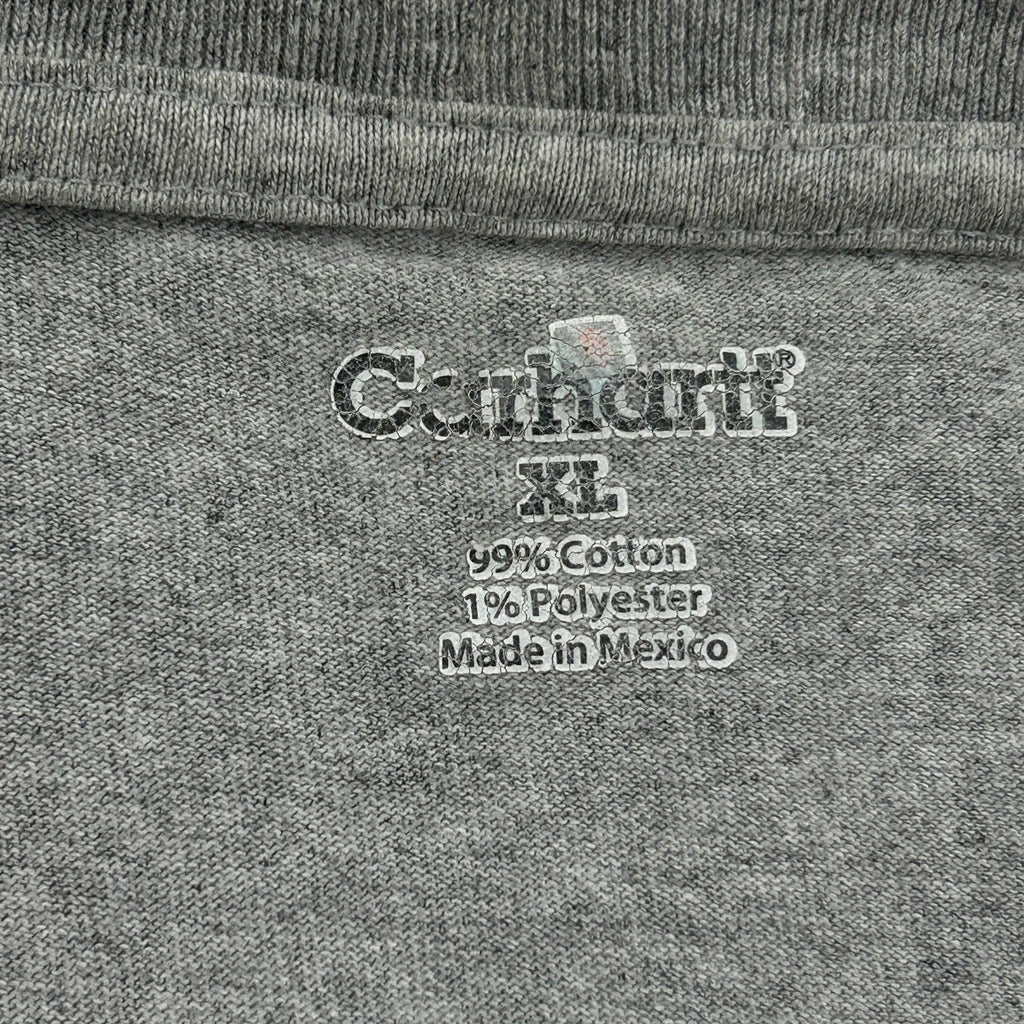 Carhartt®
XL
99% Cotton
1% Polyester
Made in Mexico